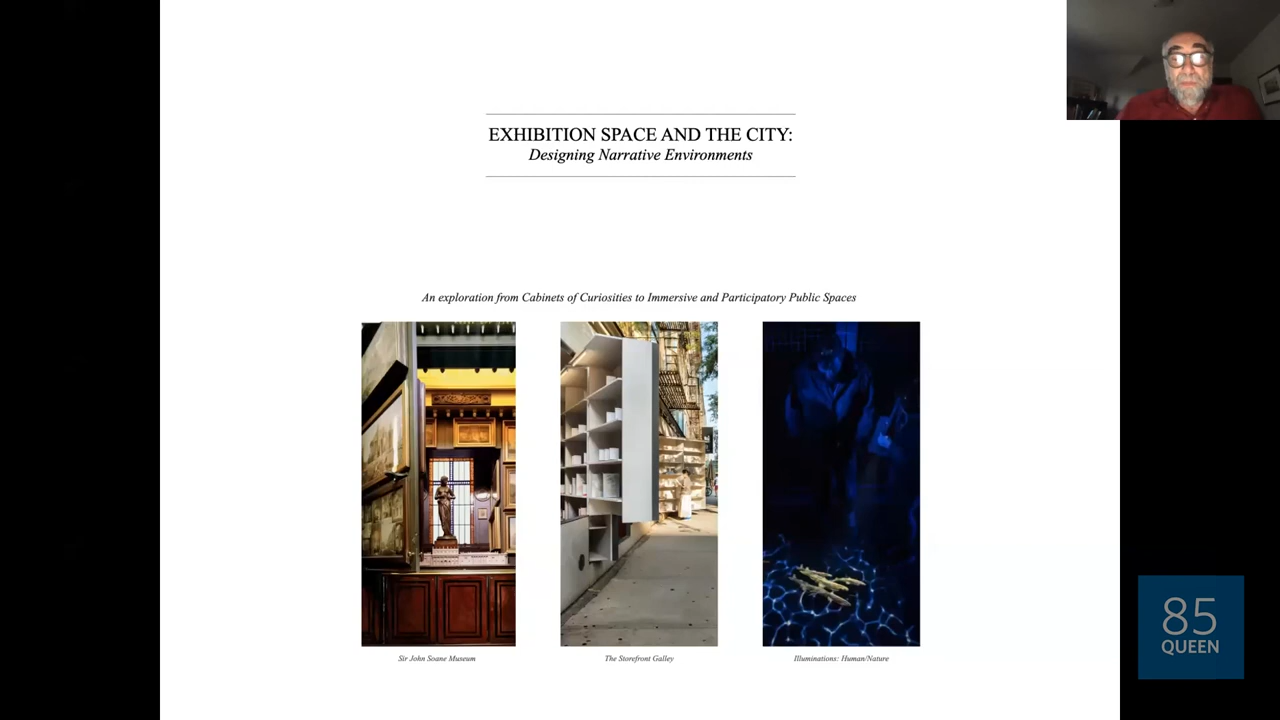 EXHIBITION SPACE AND THE CITY:
Designing Narrative Environments
An exploration from Cabinets of Curiosities to Immersive and Participatory Public Spaces
Sir John Soane Museum
The Storefront Galley
Illuminations: Human/Nature
85
QUEEN